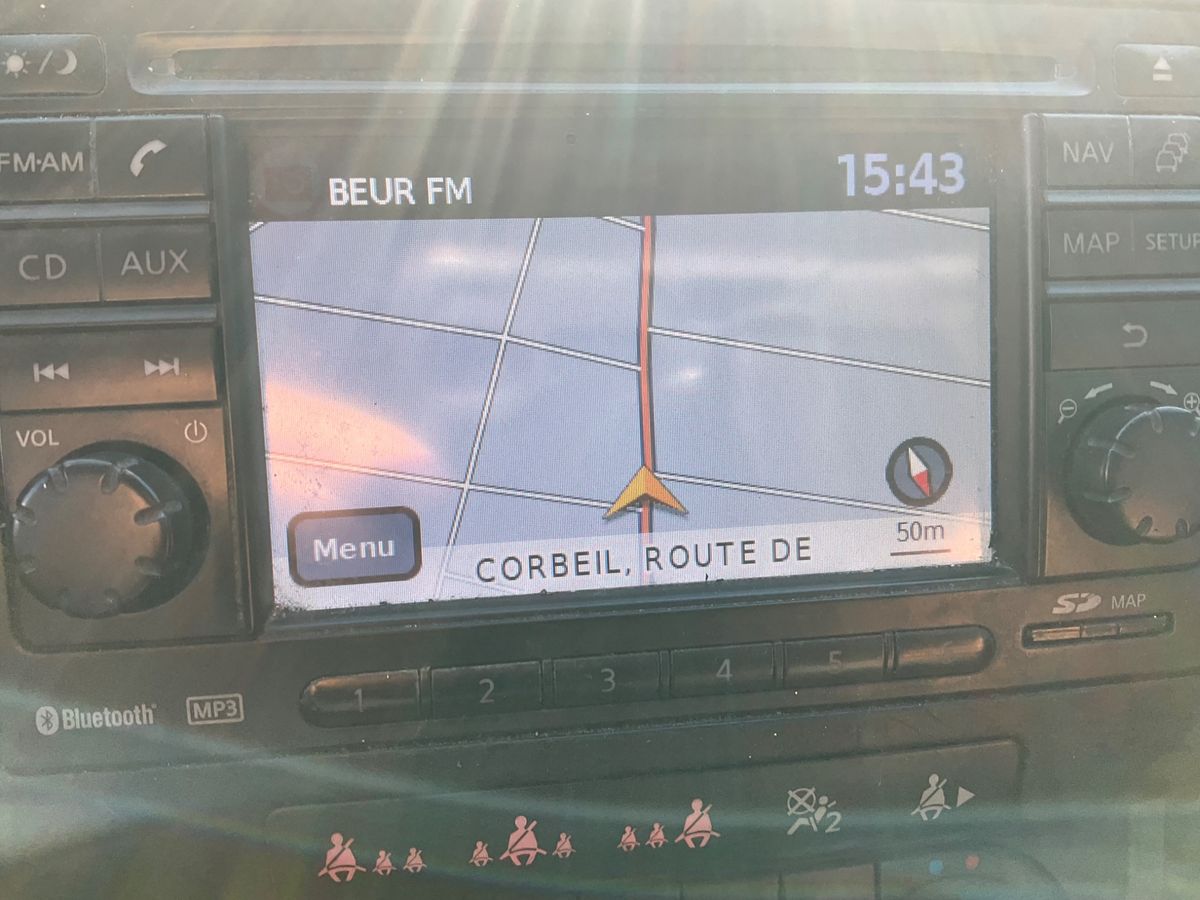 FM·AM
BEUR FM
15:43
NAV
CD
AUX
MAP
SETUP
VOL
Menu
CORBEIL, ROUTE DE
50m
SD MAP
1 2 3 4 5
Bluetooth
MP3
2